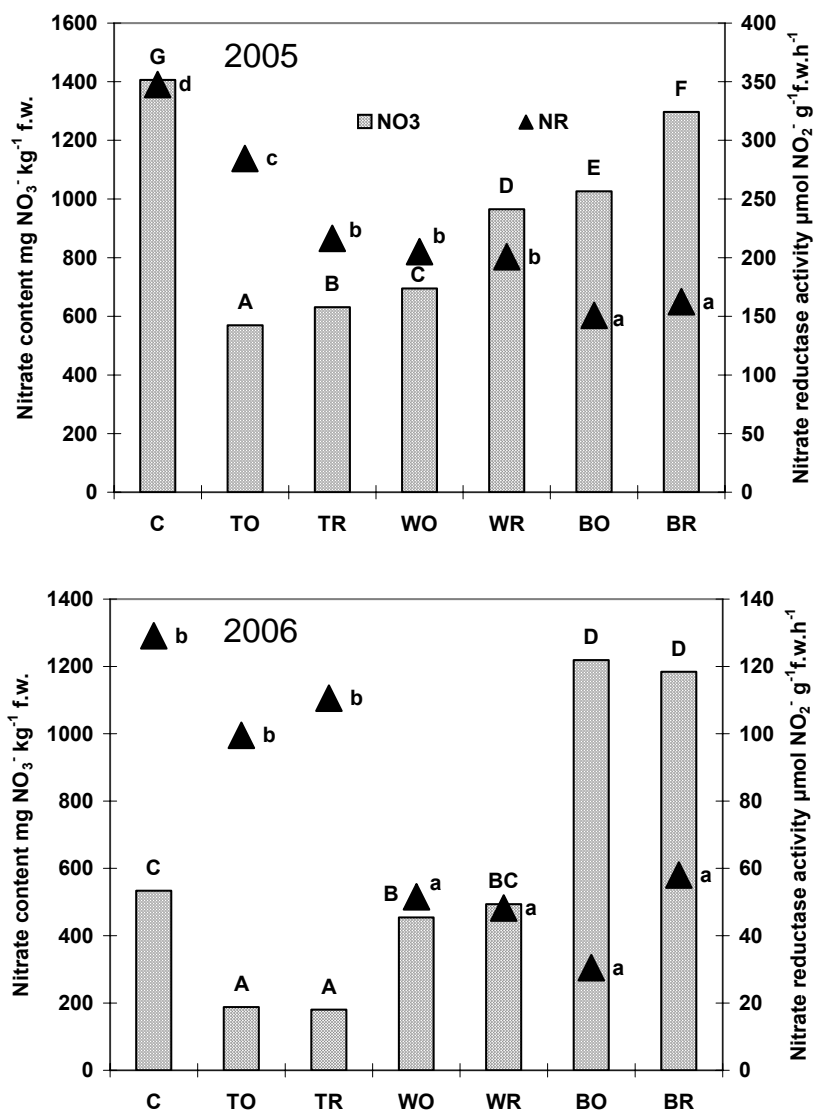 2005
NO3 NR
Nitrate content mg NO₃⁻ kg⁻¹ f.w.
1600
1400
1200
1000
800
600
400
200
0
G
d
A
c
B
b
C
b
D
b
E
a
F
a
400
350
300
250
200
150
100
50
0
Nitrate reductase activity µmol NO₂⁻ g⁻¹f.w.h⁻¹
C TO TR WO WR BO BR
2006
Nitrate content mg NO₃⁻ kg⁻¹ f.w.
1400
1200
1000
800
600
400
200
0
C
b
A
b
A
b
B
a
BC
a
D
a
D
a
140
120
100
80
60
40
20
0
Nitrate reductase activity µmol NO₂⁻ g⁻¹f.w.h⁻¹
C TO TR WO WR BO BR